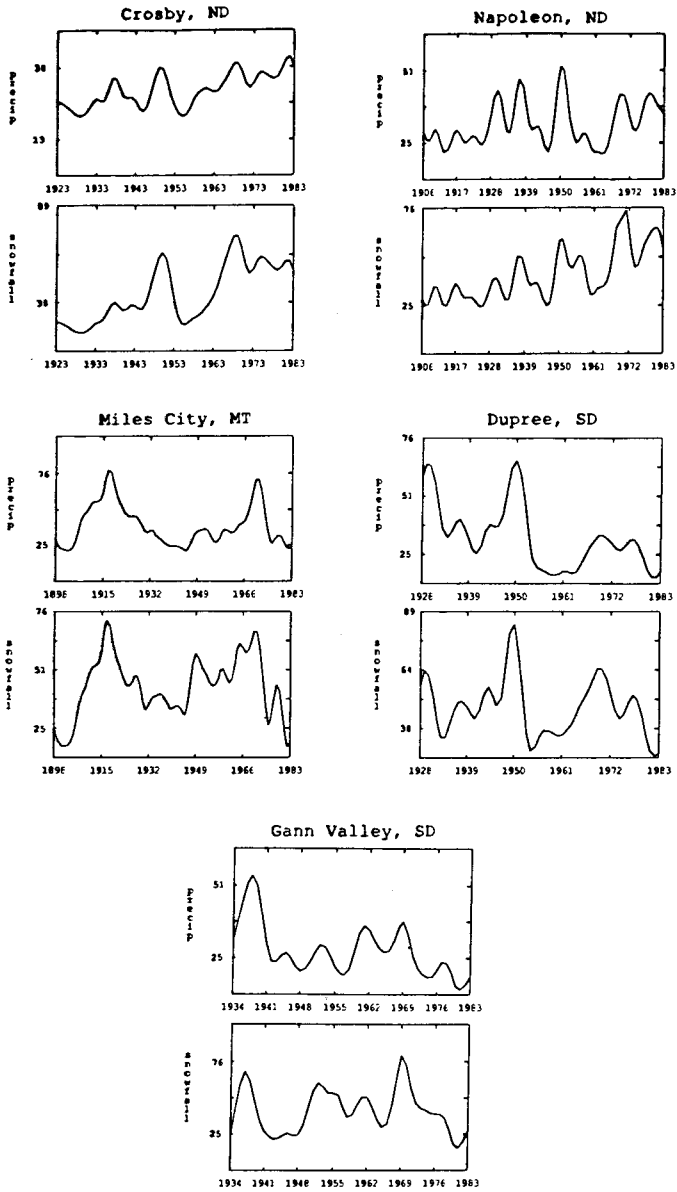 Crosby, ND
precip
38
13
1923 1933 1943 1953 1963 1973 1983
snowfall
89
38
1923 1933 1943 1953 1963 1973 1983
Napoleon, ND
precip
51
25
1906 1917 1928 1939 1950 1961 1972 1983
snowfall
76
25
1906 1917 1928 1939 1950 1961 1972 1983
Miles City, MT
precip
76
25
1898 1915 1932 1949 1966 1983
snowfall
76
51
25
1898 1915 1932 1949 1966 1983
Dupree, SD
precip
76
51
25
1928 1939 1950 1961 1972 1983
snowfall
89
64
38
1928 1939 1950 1961 1972 1983
Gann Valley, SD
precip
51
25
1934 1941 1948 1955 1962 1969 1976 1983
snowfall
76
25
1934 1941 1948 1955 1962 1969 1976 1983